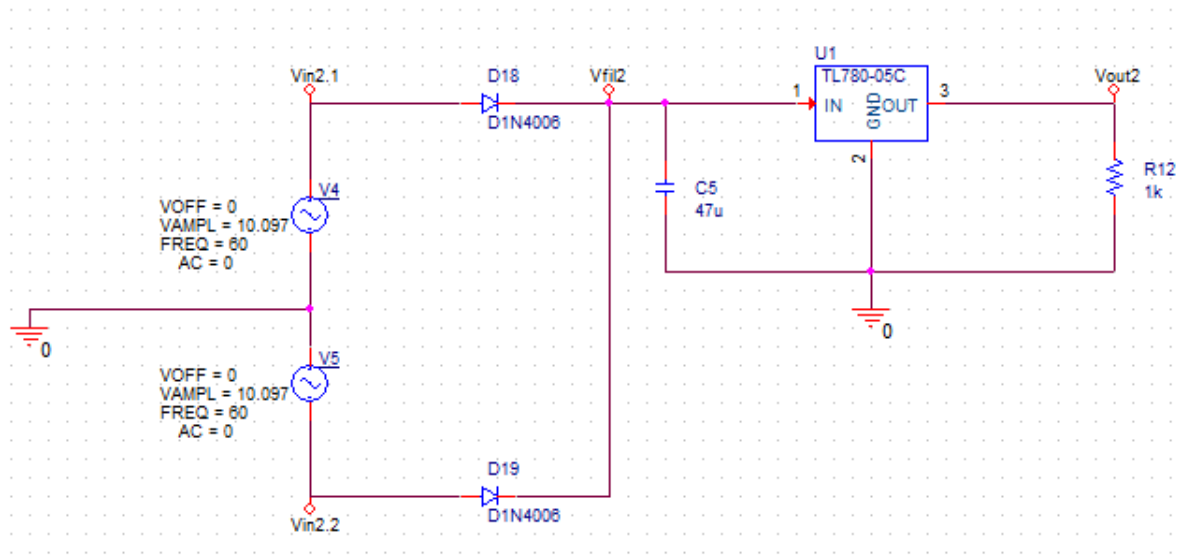 U1
Vin2.1
D18
Vfil2
TL780-05C
Vout2
1
3
IN
GND
OUT
D1N4006
2
R12
1k
V4
C5
47u
VOFF = 0
VAMPL = 10.097
FREQ = 60
AC = 0
0
0
V5
VOFF = 0
VAMPL = 10.097
FREQ = 60
AC = 0
D19
D1N4006
Vin2.2